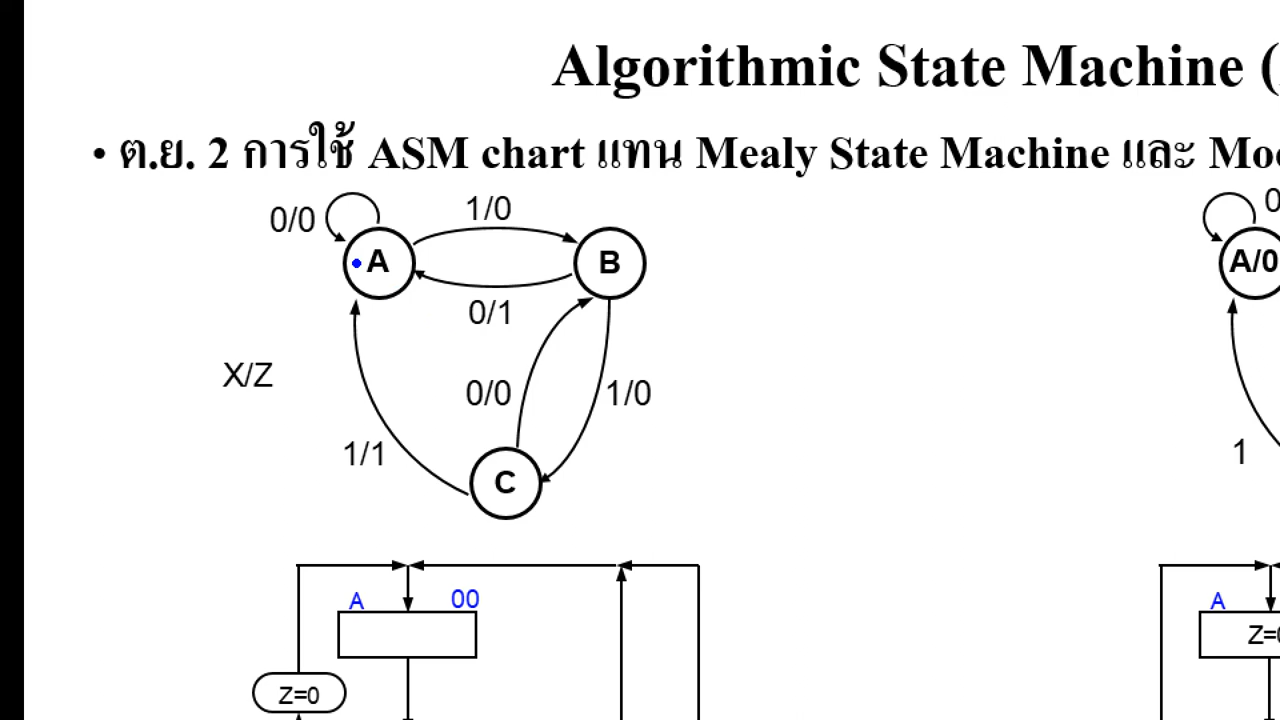 Algorithmic State Machine (
• ต.ย. 2 การใช้ ASM chart แทน Mealy State Machine และ
0/0
1/0
A
B
A/0
0/1
X/Z
0/0
1/0
1/1
1
C
A
00
A
Z=0